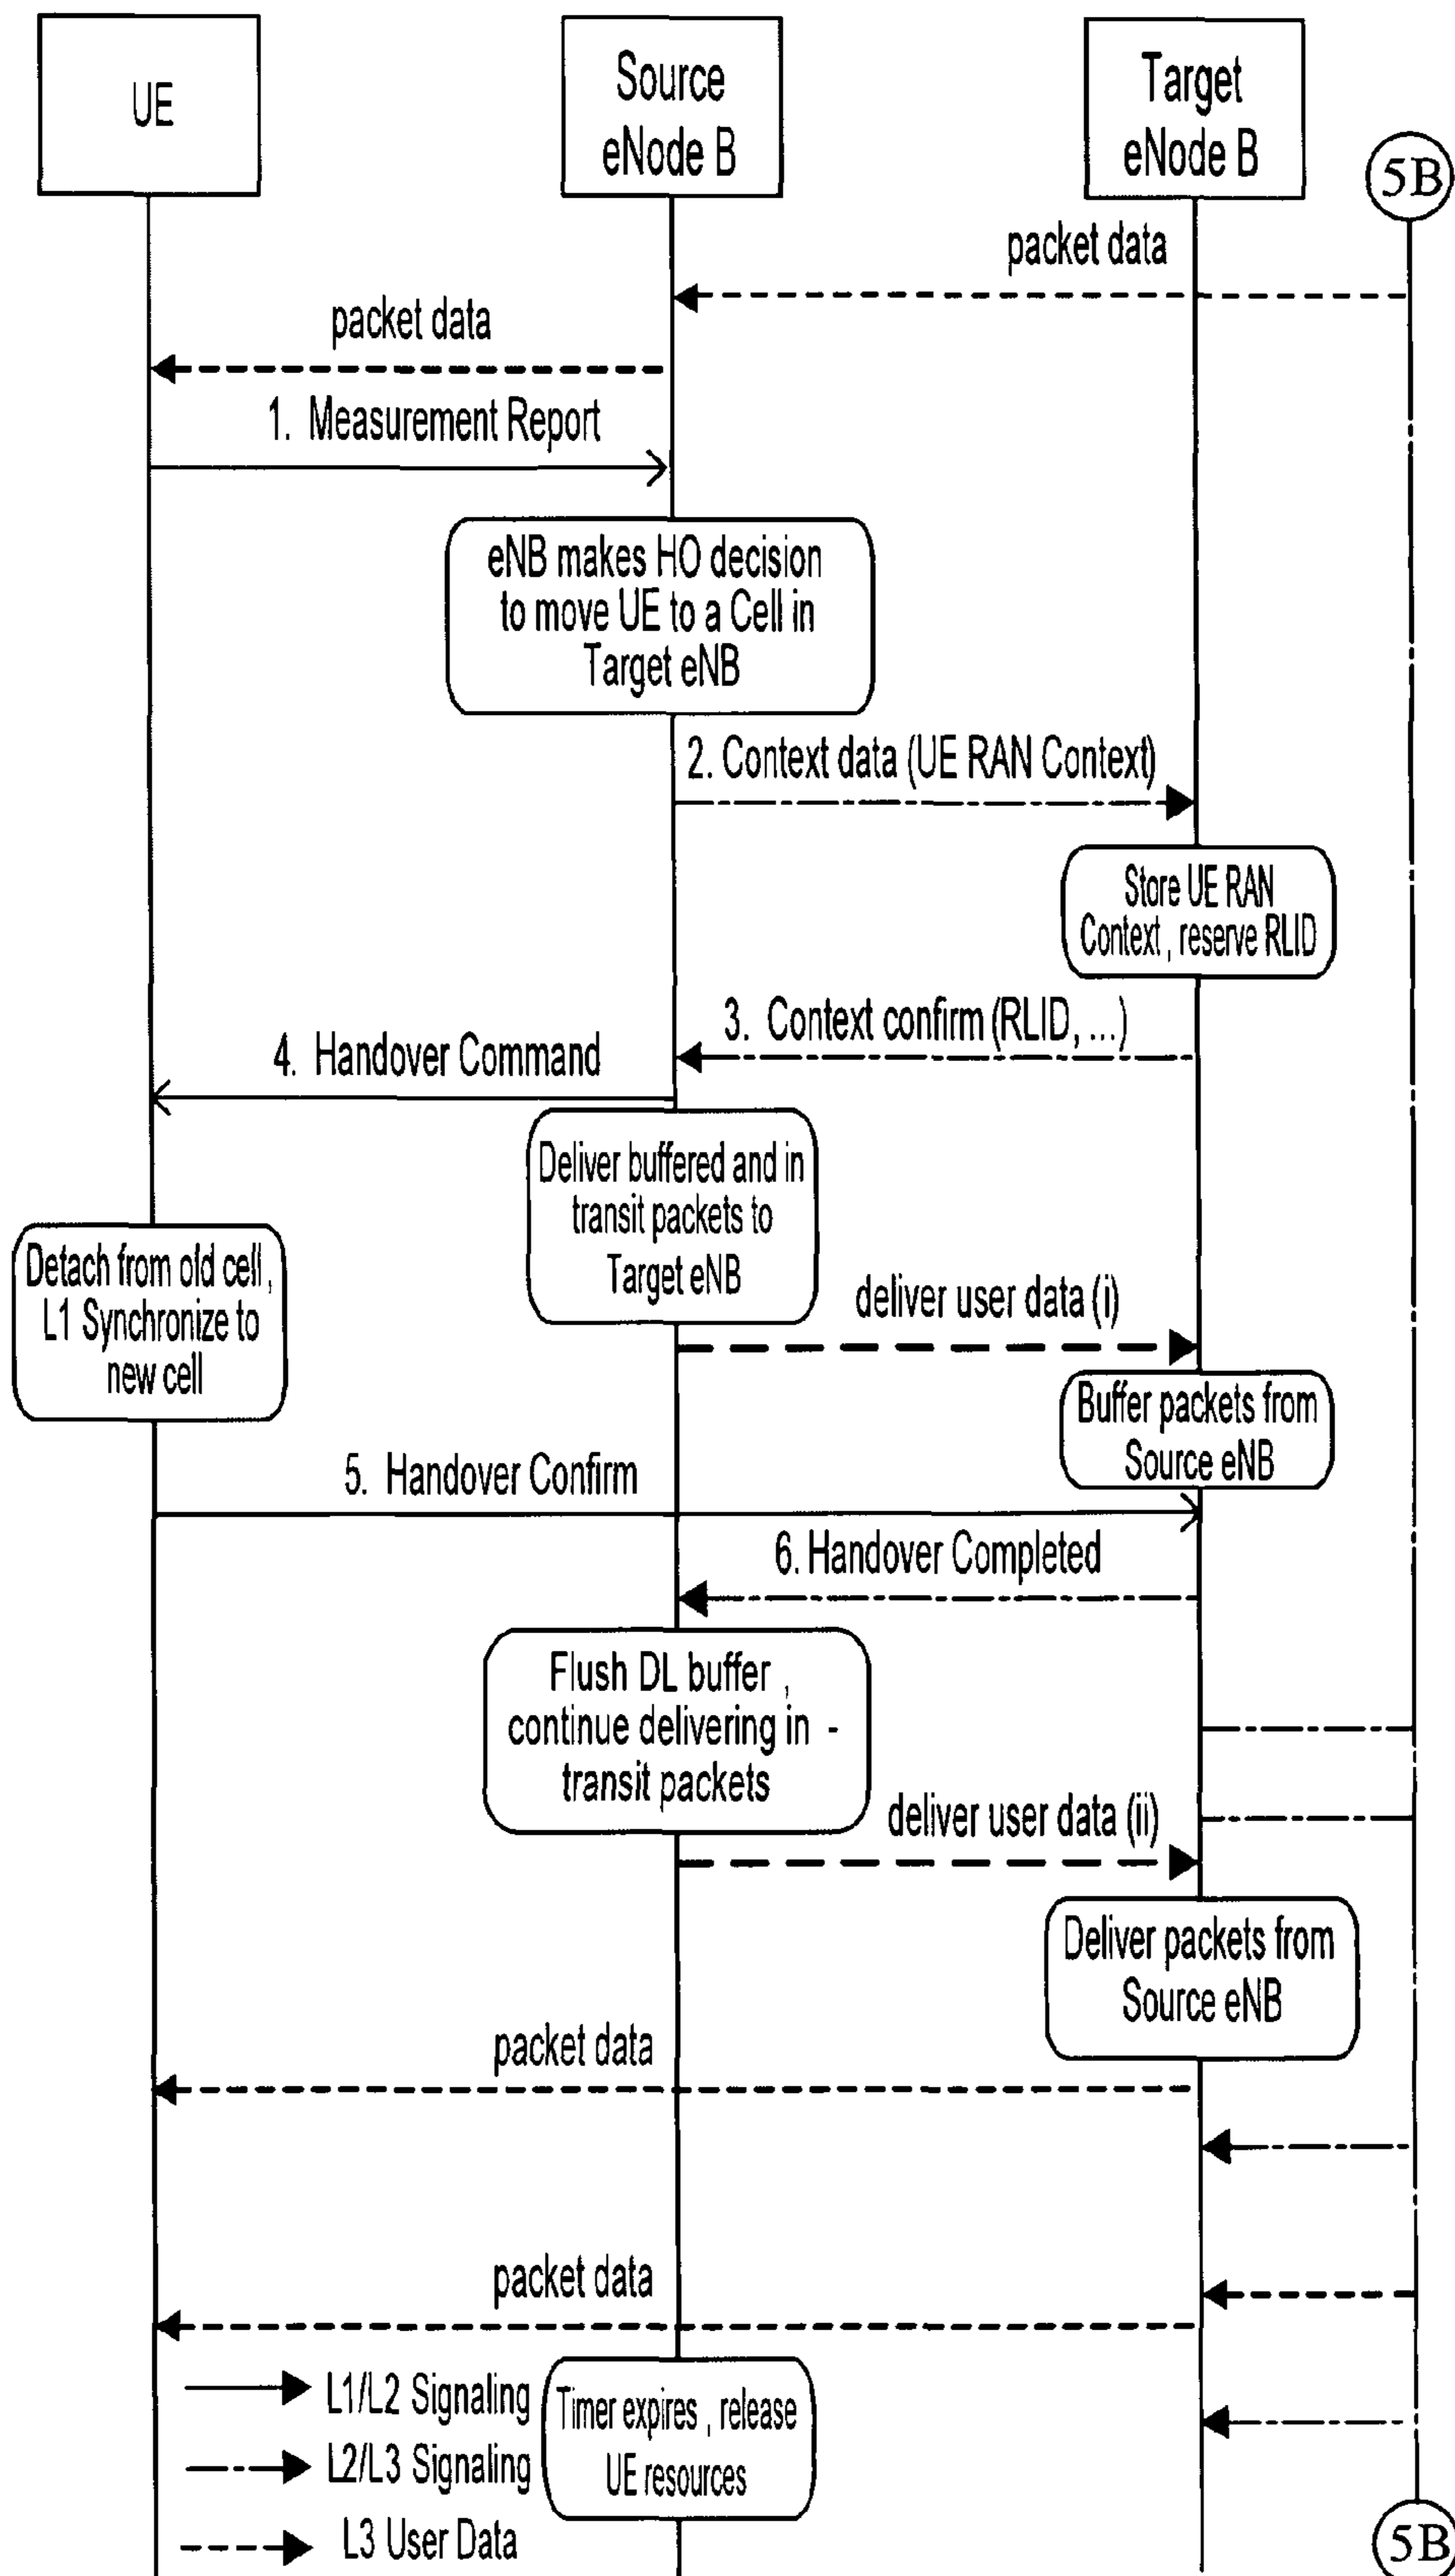 UE
Source
eNode B
Target
eNode B
5B
packet data
packet data
1. Measurement Report
eNB makes HO decision
to move UE to a Cell in
Target eNB
2. Context data (UE RAN Context)
Store UE RAN
Context , reserve RLID
3. Context confirm (RLID, ...)
4. Handover Command
Deliver buffered and in
transit packets to
Target eNB
Detach from old cell ,
L1 Synchronize to
new cell
deliver user data (i)
Buffer packets from
Source eNB
5. Handover Confirm
6. Handover Completed
Flush DL buffer ,
continue delivering in -
transit packets
deliver user data (ii)
Deliver packets from
Source eNB
packet data
packet data
L1/L2 Signaling
L2/L3 Signaling
L3 User Data
Timer expires , release
UE resources
5B